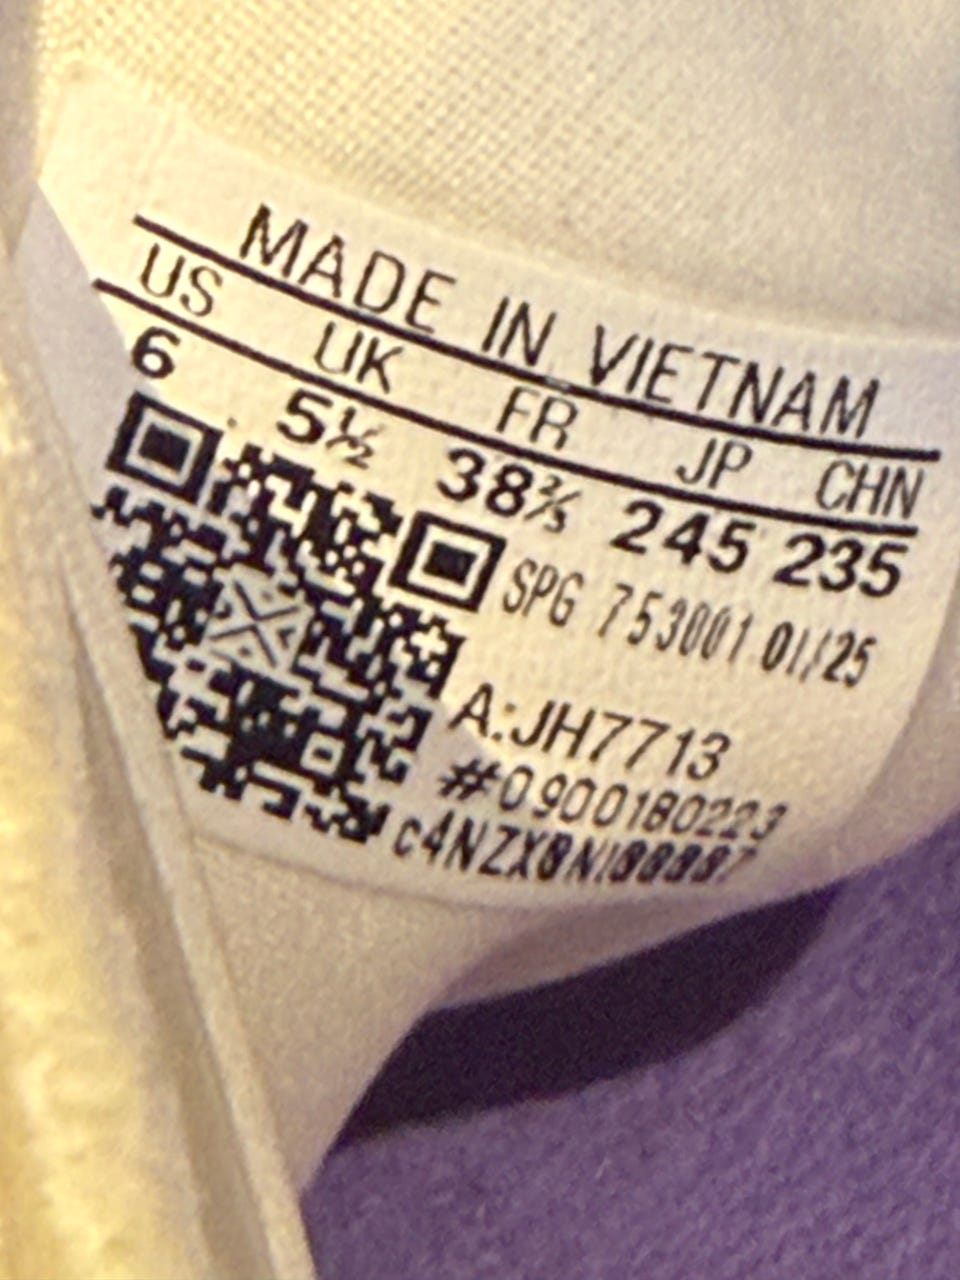 MADE IN VIETNAM
US UK FR JP CHN
6 5½ 38⅔ 245 235
SPG 753001 01/25
A:JH7713
#0900180223